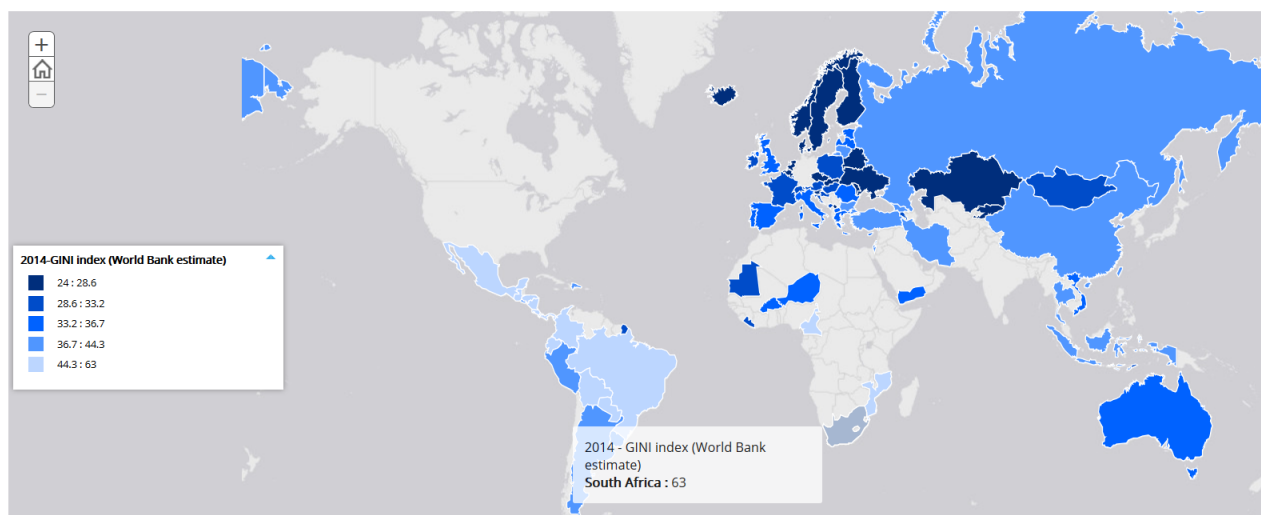 +
−
2014-GINI index (World Bank estimate)
24 : 28.6
28.6 : 33.2
33.2 : 36.7
36.7 : 44.3
44.3 : 63
2014 - GINI index (World Bank
estimate)
South Africa : 63